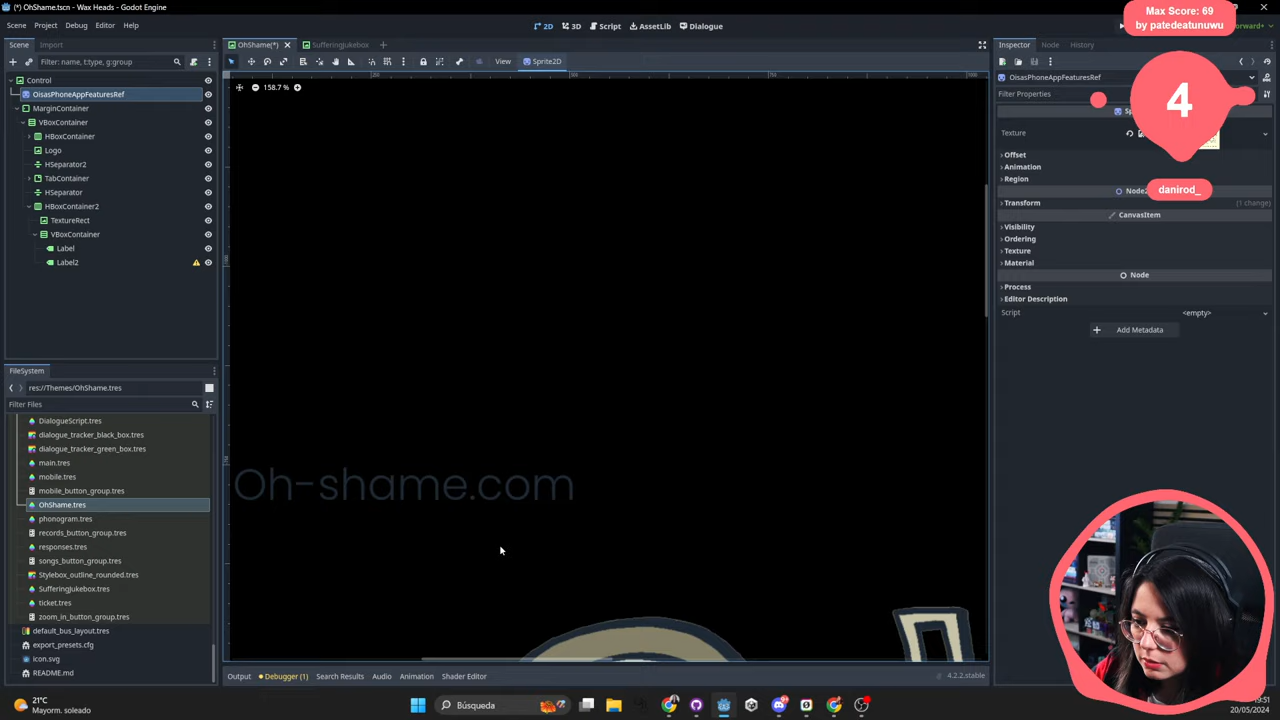 (*) OhShame.tscn - Wax Heads - Godot Engine
Scene Project Debug Editor Help
2D 3D Script AssetLib Dialogue
Max Score: 69
by patedeatunuwu
4
danirod_
Scene Import
Filter: name, t:type, g:group
Control
OisasPhoneAppFeaturesRef
MarginContainer
VBoxContainer
HBoxContainer
Logo
HSeparator2
TabContainer
HSeparator
HBoxContainer2
TextureRect
VBoxContainer
Label
Label2
OhShame(*) SufferingJukebox
View Sprite2D
250 500 750 1000
158.7 %
Oh-shame.com
FileSystem
res://Themes/OhShame.tres
Filter Files
DialogueScript.tres
dialogue_tracker_black_box.tres
dialogue_tracker_green_box.tres
main.tres
mobile.tres
mobile_button_group.tres
OhShame.tres
phonogram.tres
records_button_group.tres
responses.tres
songs_button_group.tres
Stylebox_outline_rounded.tres
SufferingJukebox.tres
ticket.tres
zoom_in_button_group.tres
default_bus_layout.tres
export_presets.cfg
icon.svg
README.md
Inspector Node History
OisasPhoneAppFeaturesRef
Filter Properties
Texture
Offset
Animation
Region
Transform (1 change)
CanvasItem
Visibility
Ordering
Texture
Material
Node
Process
Editor Description
Script <empty>
Add Metadata
Output Debugger (1) Search Results Audio Animation Shader Editor
4.2.2.stable
21°C
Mayorm. soleado
Búsqueda
20/05/2024